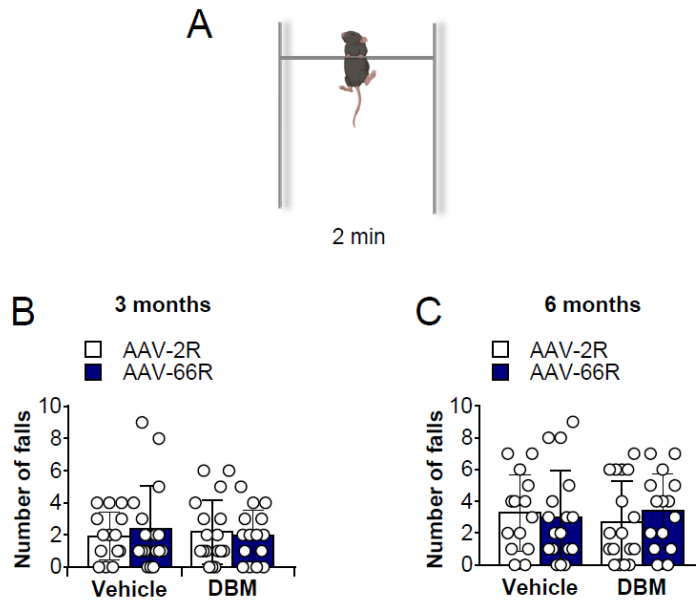 A
2 min
B
3 months
AAV-2R
AAV-66R
Number of falls
10
8
6
4
2
0
Vehicle DBM
C
6 months
AAV-2R
AAV-66R
Number of falls
10
8
6
4
2
0
Vehicle DBM